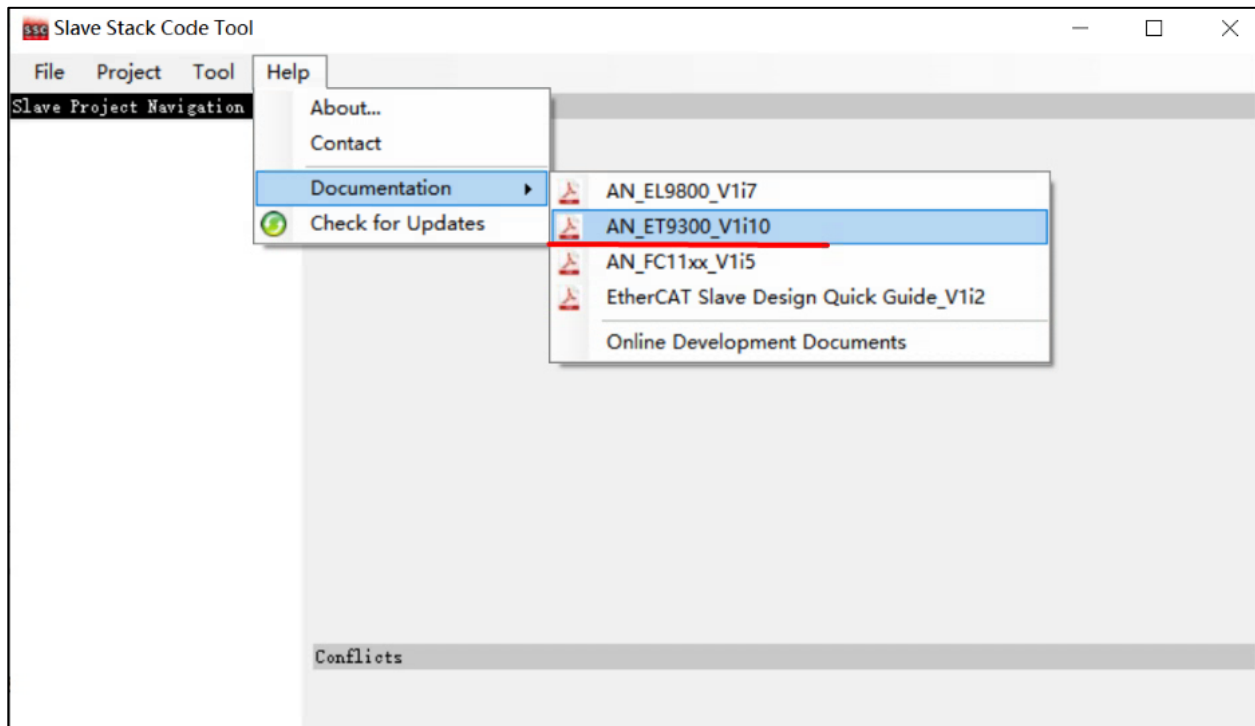 ssc Slave Stack Code Tool
File Project Tool Help
Slave Project Navigation
About...
Contact
Documentation
Check for Updates
AN_EL9800_V1i7
AN_ET9300_V1i10
AN_FC11xx_V1i5
EtherCAT Slave Design Quick Guide_V1i2
Online Development Documents
Conflicts